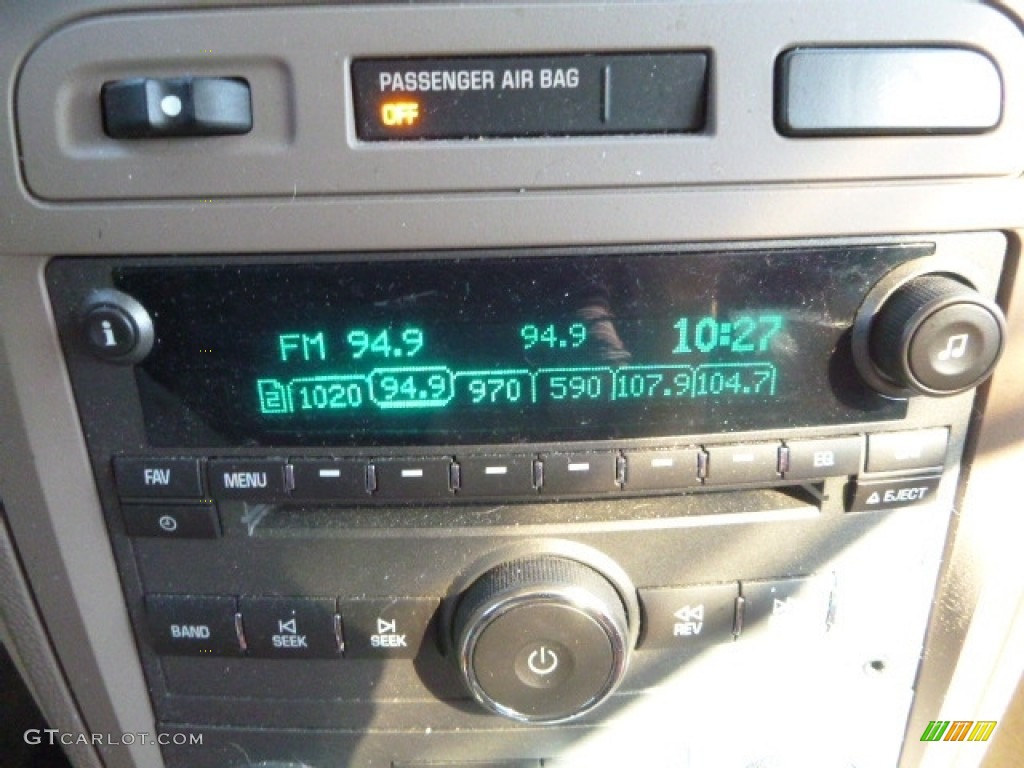 PASSENGER AIR BAG
OFF
i
FM 94.9 94.9 10:27
2 1020 94.9 970 590 107.9 104.7
FAV MENU EQ
EJECT
BAND SEEK SEEK REV
GTCARLOT.COM